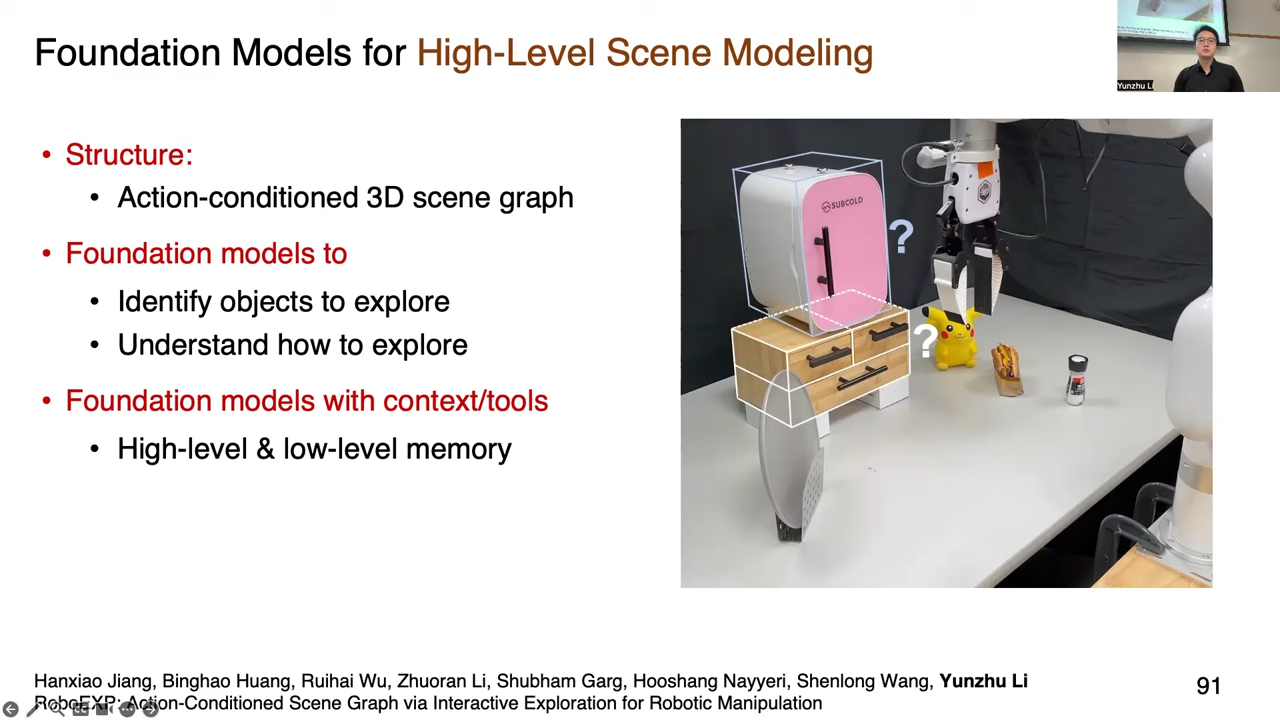 Foundation Models for High-Level Scene Modeling
Yunzhu Li
• Structure:
• Action-conditioned 3D scene graph
• Foundation models to
• Identify objects to explore
• Understand how to explore
• Foundation models with context/tools
• High-level & low-level memory
SUBCOLD
?
?
Hanxiao Jiang, Binghao Huang, Ruihai Wu, Zhuoran Li, Shubham Garg, Hooshang Nayyeri, Shenlong Wang, Yunzhu Li
RoboEXP: Action-Conditioned Scene Graph via Interactive Exploration for Robotic Manipulation
91